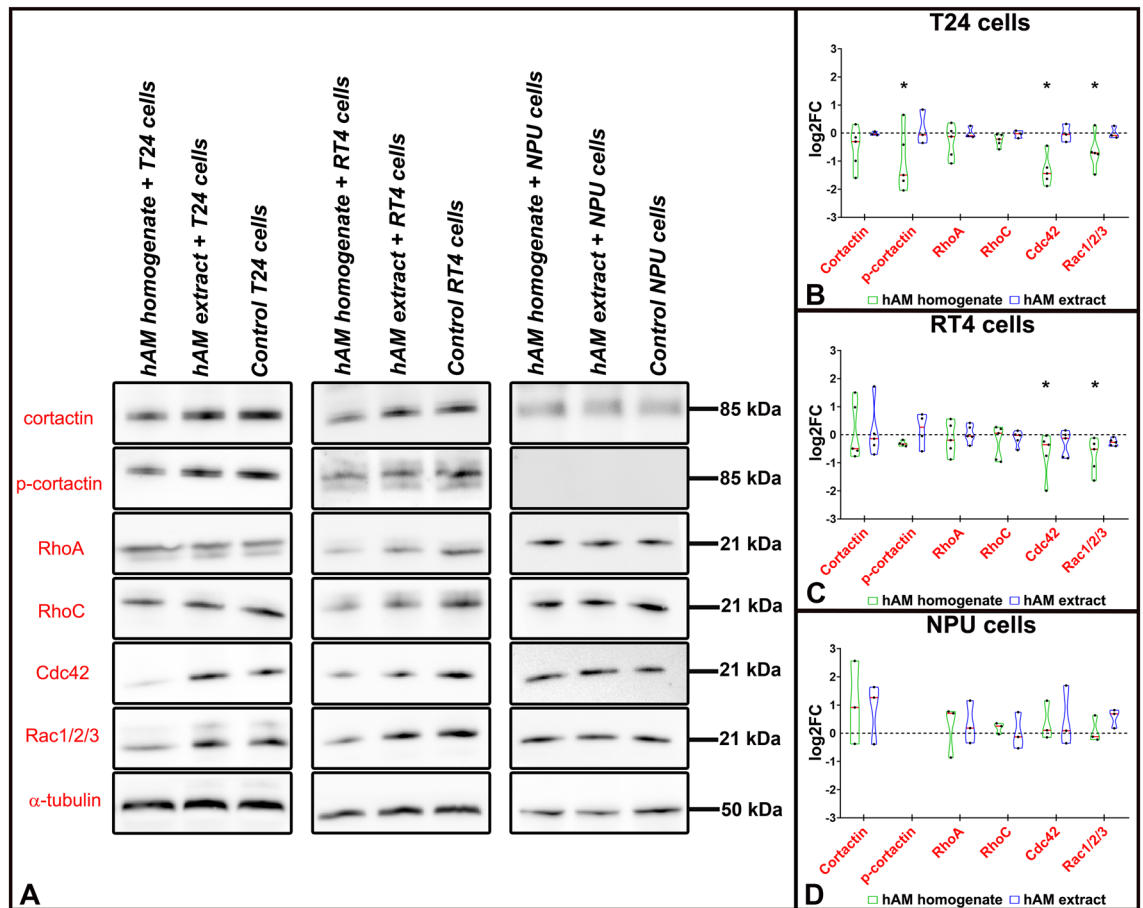 hAM homogenate + T24 cells
hAM extract + T24 cells
Control T24 cells
hAM homogenate + RT4 cells
hAM extract + RT4 cells
Control RT4 cells
hAM homogenate + NPU cells
hAM extract + NPU cells
Control NPU cells
cortactin
85 kDa
p-cortactin
85 kDa
RhoA
21 kDa
RhoC
21 kDa
Cdc42
21 kDa
Rac1/2/3
21 kDa
α-tubulin
50 kDa
A
T24 cells
log2FC
3
2
1
0
-1
-2
-3
*
*
*
Cortactin
p-cortactin
RhoA
RhoC
Cdc42
Rac1/2/3
hAM homogenate hAM extract
B
RT4 cells
log2FC
3
2
1
0
-1
-2
-3
*
*
Cortactin
p-cortactin
RhoA
RhoC
Cdc42
Rac1/2/3
hAM homogenate hAM extract
C
NPU cells
log2FC
3
2
1
0
-1
-2
-3
Cortactin
p-cortactin
RhoA
RhoC
Cdc42
Rac1/2/3
hAM homogenate hAM extract
D